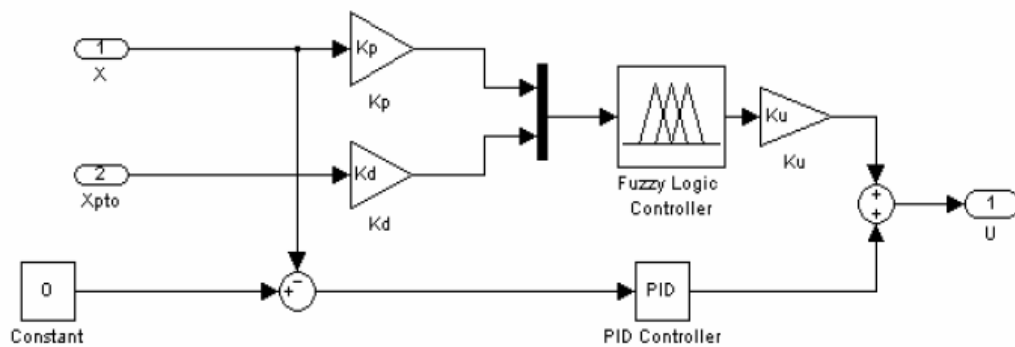 1
X
Kp
Kp
2
Xpto
Kd
Kd
Fuzzy Logic
Controller
Ku
Ku
+
+
1
U
0
Constant
+
−
PID
PID Controller